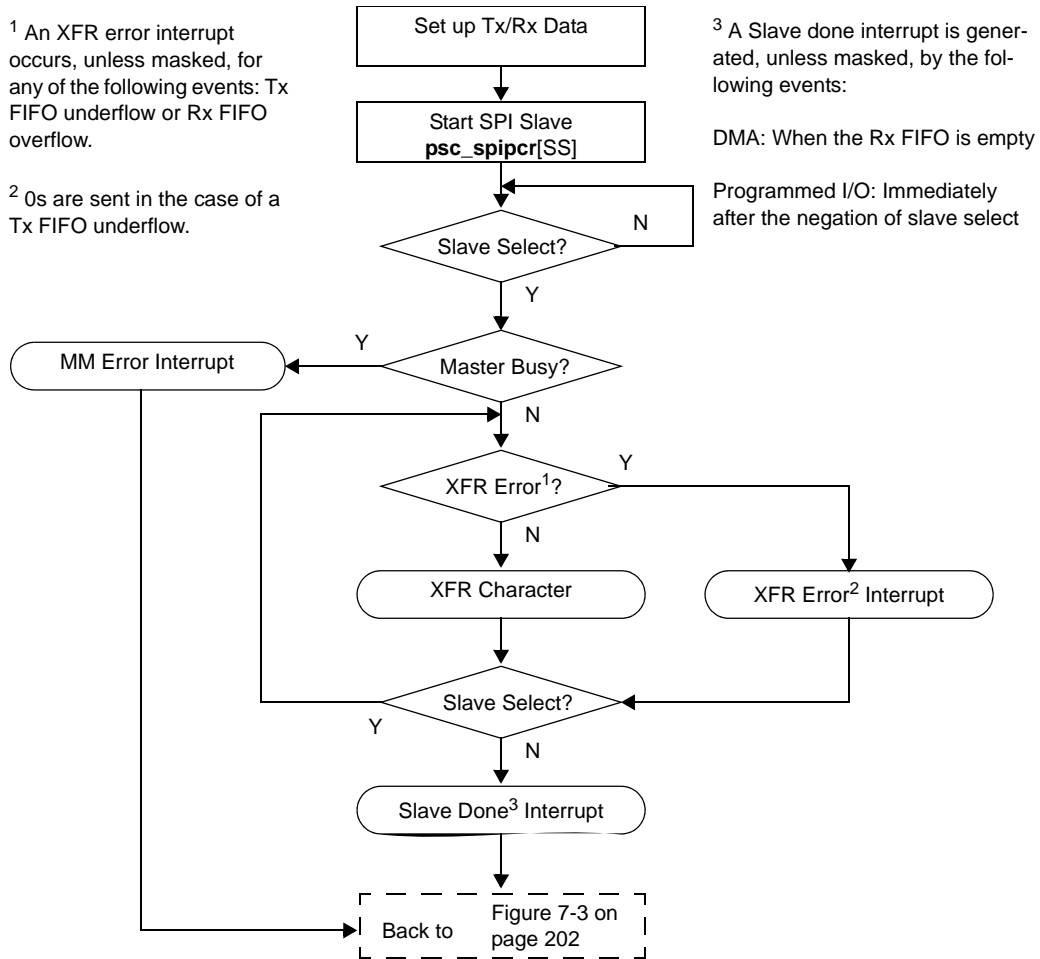 1 An XFR error interrupt
occurs, unless masked, for
any of the following events: Tx
FIFO underflow or Rx FIFO
overflow.
2 0s are sent in the case of a
Tx FIFO underflow.
Set up Tx/Rx Data
Start SPI Slave
psc_spipcr[SS]
3 A Slave done interrupt is gener-
ated, unless masked, by the fol-
lowing events:
DMA: When the Rx FIFO is empty
Programmed I/O: Immediately
after the negation of slave select
N
Slave Select?
Y
Y
MM Error Interrupt
Master Busy?
N
Y
XFR Error1?
N
XFR Character
XFR Error2 Interrupt
Slave Select?
Y
N
Slave Done3 Interrupt
Back to
Figure 7-3 on
page 202